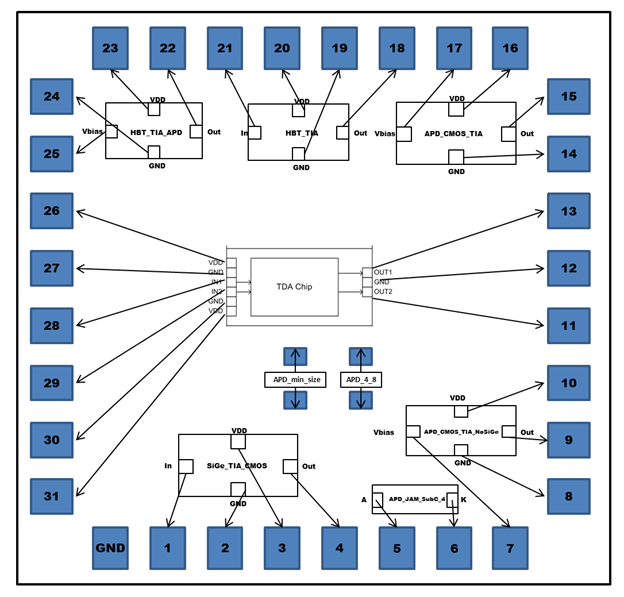 23 22 21 20 19 18 17 16
24
15
VDD
VDD
VDD
Vbias HBT_TIA_APD Out
In HBT_TIA Out
Vbias APD_CMOS_TIA Out
GND
GND
GND
25
14
26
13
27
12
28
11
VDD
GND
IN1
IN2
GND
VDD
TDA Chip
OUT1
GND
OUT2
29
10
APD_min_size
APD_4_8
VDD
Vbias APD_CMOS_TIA_NoSiGe Out
GND
30
9
VDD
In SiGe_TIA_CMOS Out
GND
31
8
A APD_JAM_SubC_4 K
GND 1 2 3 4 5 6 7